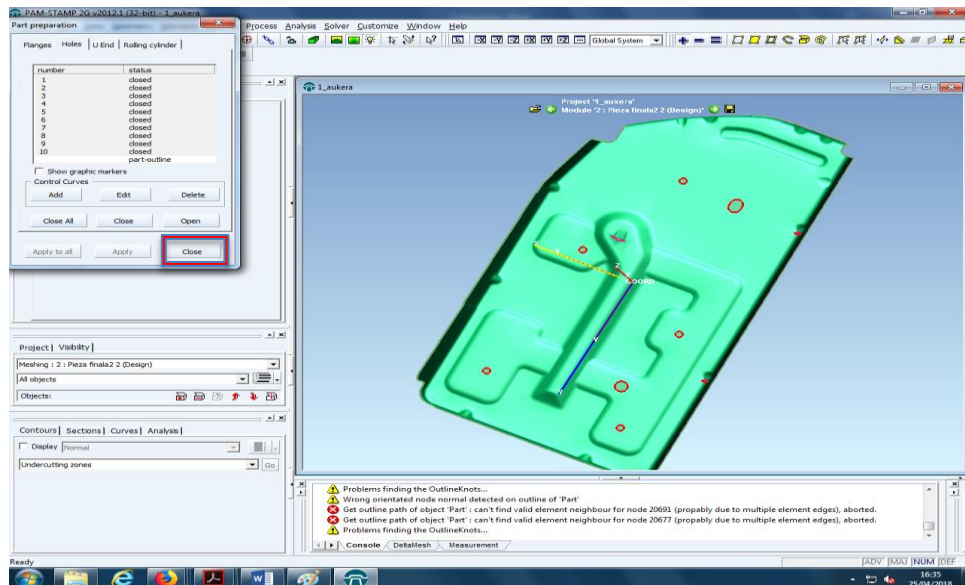 PAM-STAMP 2G v2012.1 (32-bit) - 1_aukera
Part preparation
Process Analysis Solver Customize Window Help
Flanges Holes U End Rolling cylinder
Global System
number status
1 closed
2 closed
3 closed
4 closed
5 closed
6 closed
7 closed
8 closed
9 closed
10 closed
part-outline
Show graphic markers
Control Curves
Add Edit Delete
Close All Close Open
Apply to all Apply Close
1_aukera
Project '1_aukera'
Module '2 : Pieza finala2 2 (Design)'
Z
COORD
Y
Project Visibility
Meshing : 2 : Pieza finala2 2 (Design)
All objects
Objects:
Contours Sections Curves Analysis
Display Normal
Undercutting zones Go
Problems finding the OutlineKnots...
Wrong orientated node normal detected on outline of 'Part'
Get outline path of object 'Part' : can't find valid element neighbour for node 20691 (propably due to multiple element edges), aborted.
Get outline path of object 'Part' : can't find valid element neighbour for node 20677 (propably due to multiple element edges), aborted.
Problems finding the OutlineKnots...
Console DeltaMesh Measurement
Ready
ADV MAJ NUM DEF
16:35
25/04/2018